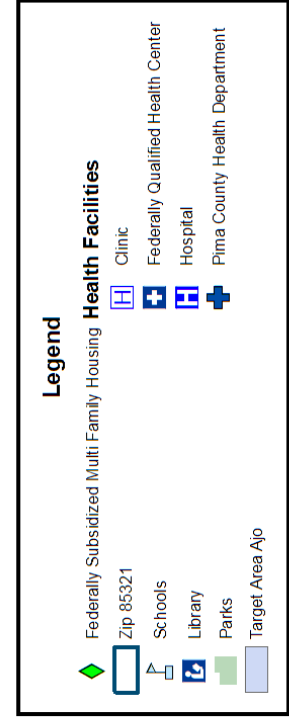 Legend
Federally Subsidized Multi Family Housing
Zip 85321
Schools
Library
Parks
Target Area Ajo
Health Facilities
Clinic
Federally Qualified Health Center
Hospital
Pima County Health Department